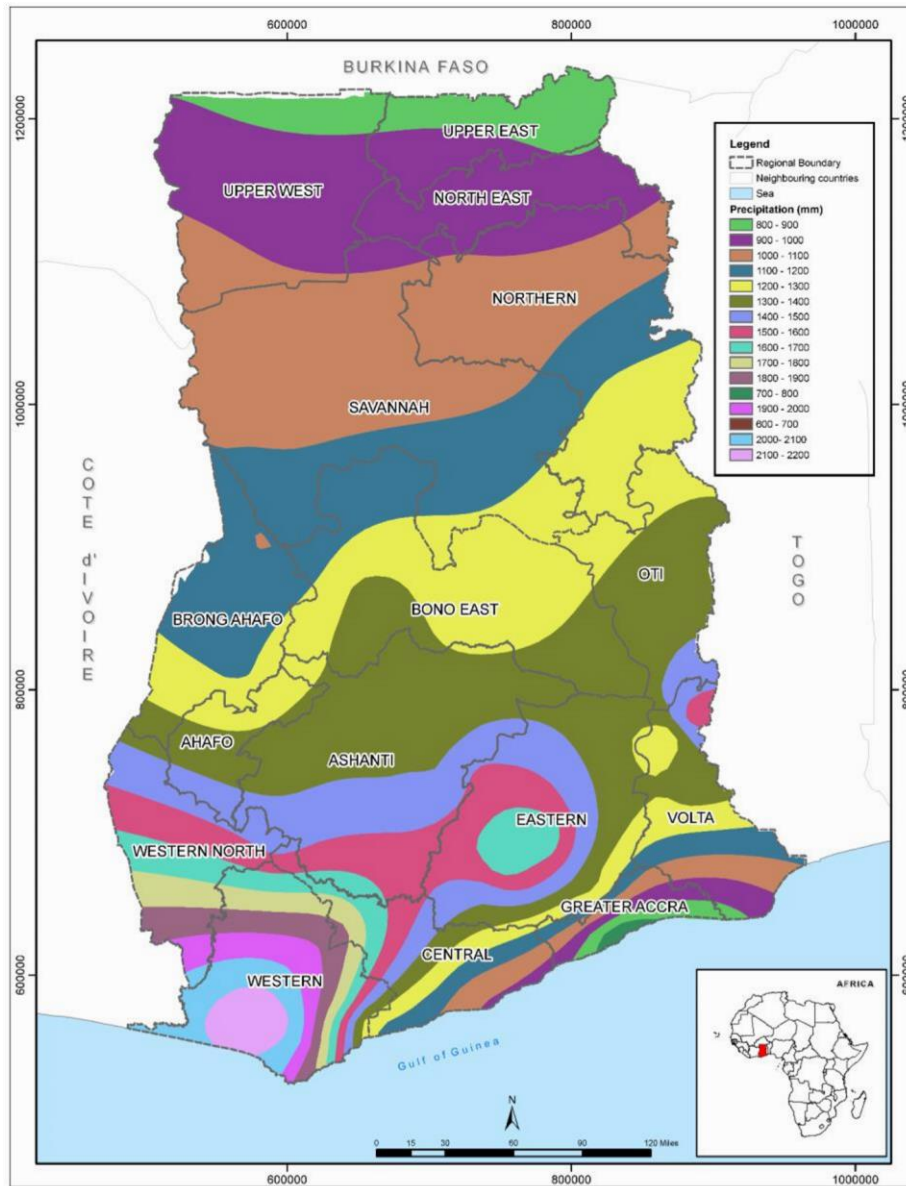 600000 800000 1000000
BURKINA FASO
1200000
1200000
UPPER EAST
UPPER WEST
NORTH EAST
NORTHERN
1000000
1000000
SAVANNAH
Legend
Regional Boundary
Neighbouring countries
Sea
Precipitation (mm)
800 - 900
900 - 1000
1000 - 1100
1100 - 1200
1200 - 1300
1300 - 1400
1400 - 1500
1500 - 1600
1600 - 1700
1700 - 1800
1800 - 1900
700 - 800
1900 - 2000
600 - 700
2000- 2100
2100 - 2200
COTE d'IVOIRE
TOGO
OTI
BONO EAST
BRONG AHAFO
800000
800000
AHAFO
ASHANTI
EASTERN
VOLTA
WESTERN NORTH
GREATER ACCRA
CENTRAL
WESTERN
600000
600000
Gulf of Guinea
AFRICA
N
0 15 30 60 90 120 Miles
600000 800000 1000000